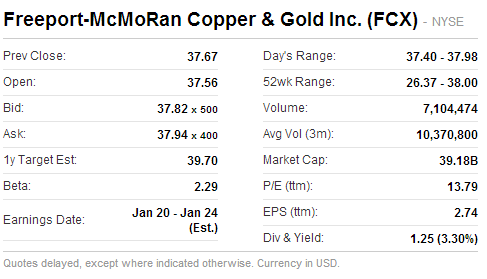 Freeport-McMoRan Copper & Gold Inc. (FCX) - NYSE
Prev Close: 37.67
Open: 37.56
Bid: 37.82 x 500
Ask: 37.94 x 400
1y Target Est: 39.70
Beta: 2.29
Earnings Date: Jan 20 - Jan 24
(Est.)
Day's Range: 37.40 - 37.98
52wk Range: 26.37 - 38.00
Volume: 7,104,474
Avg Vol (3m): 10,370,800
Market Cap: 39.18B
P/E (ttm): 13.79
EPS (ttm): 2.74
Div & Yield: 1.25 (3.30%)
Quotes delayed, except where indicated otherwise. Currency in USD.